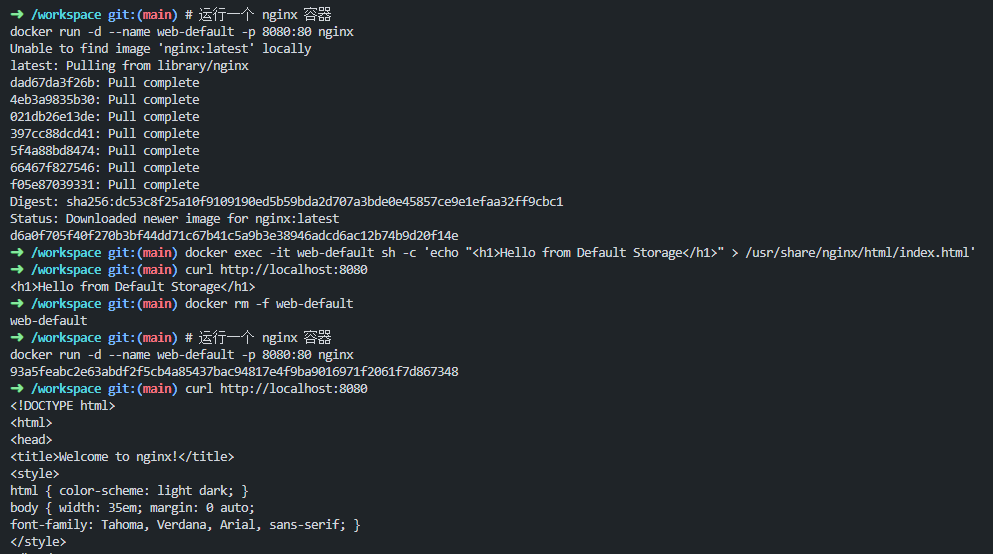 ➜ /workspace git:(main) # 运行一个 nginx 容器
docker run -d --name web-default -p 8080:80 nginx
Unable to find image 'nginx:latest' locally
latest: Pulling from library/nginx
dad67da3f26b: Pull complete
4eb3a9835b30: Pull complete
021db26e13de: Pull complete
397cc88dcd41: Pull complete
5f4a88bd8474: Pull complete
66467f827546: Pull complete
f05e87039331: Pull complete
Digest: sha256:dc53c8f25a10f9109190ed5b59bda2d707a3bde0e45857ce9e1efaa32ff9cbc1
Status: Downloaded newer image for nginx:latest
d6a0f705f40f270b3bf44dd71c67b41c5a9b3e38946adcd6ac12b74b9d20f14e
➜ /workspace git:(main) docker exec -it web-default sh -c 'echo "<h1>Hello from Default Storage</h1>" > /usr/share/nginx/html/index.html'
➜ /workspace git:(main) curl http://localhost:8080
<h1>Hello from Default Storage</h1>
➜ /workspace git:(main) docker rm -f web-default
web-default
➜ /workspace git:(main) # 运行一个 nginx 容器
docker run -d --name web-default -p 8080:80 nginx
93a5feabc2e63abdf2f5cb4a85437bac94817e4f9ba9016971f2061f7d867348
➜ /workspace git:(main) curl http://localhost:8080
<!DOCTYPE html>
<html>
<head>
<title>Welcome to nginx!</title>
<style>
html { color-scheme: light dark; }
body { width: 35em; margin: 0 auto;
font-family: Tahoma, Verdana, Arial, sans-serif; }
</style>